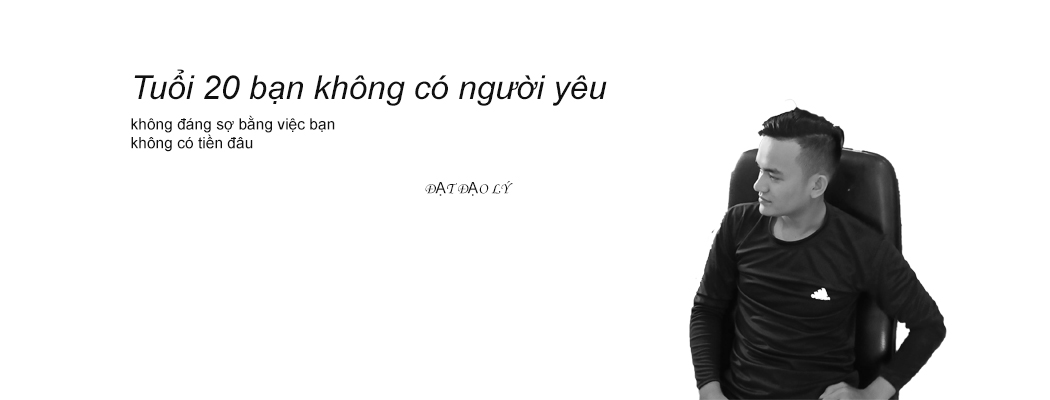 Tuổi 20 bạn không có người yêu
không đáng sợ bằng việc bạn
không có tiền đâu
ĐẠT ĐẠO LÝ